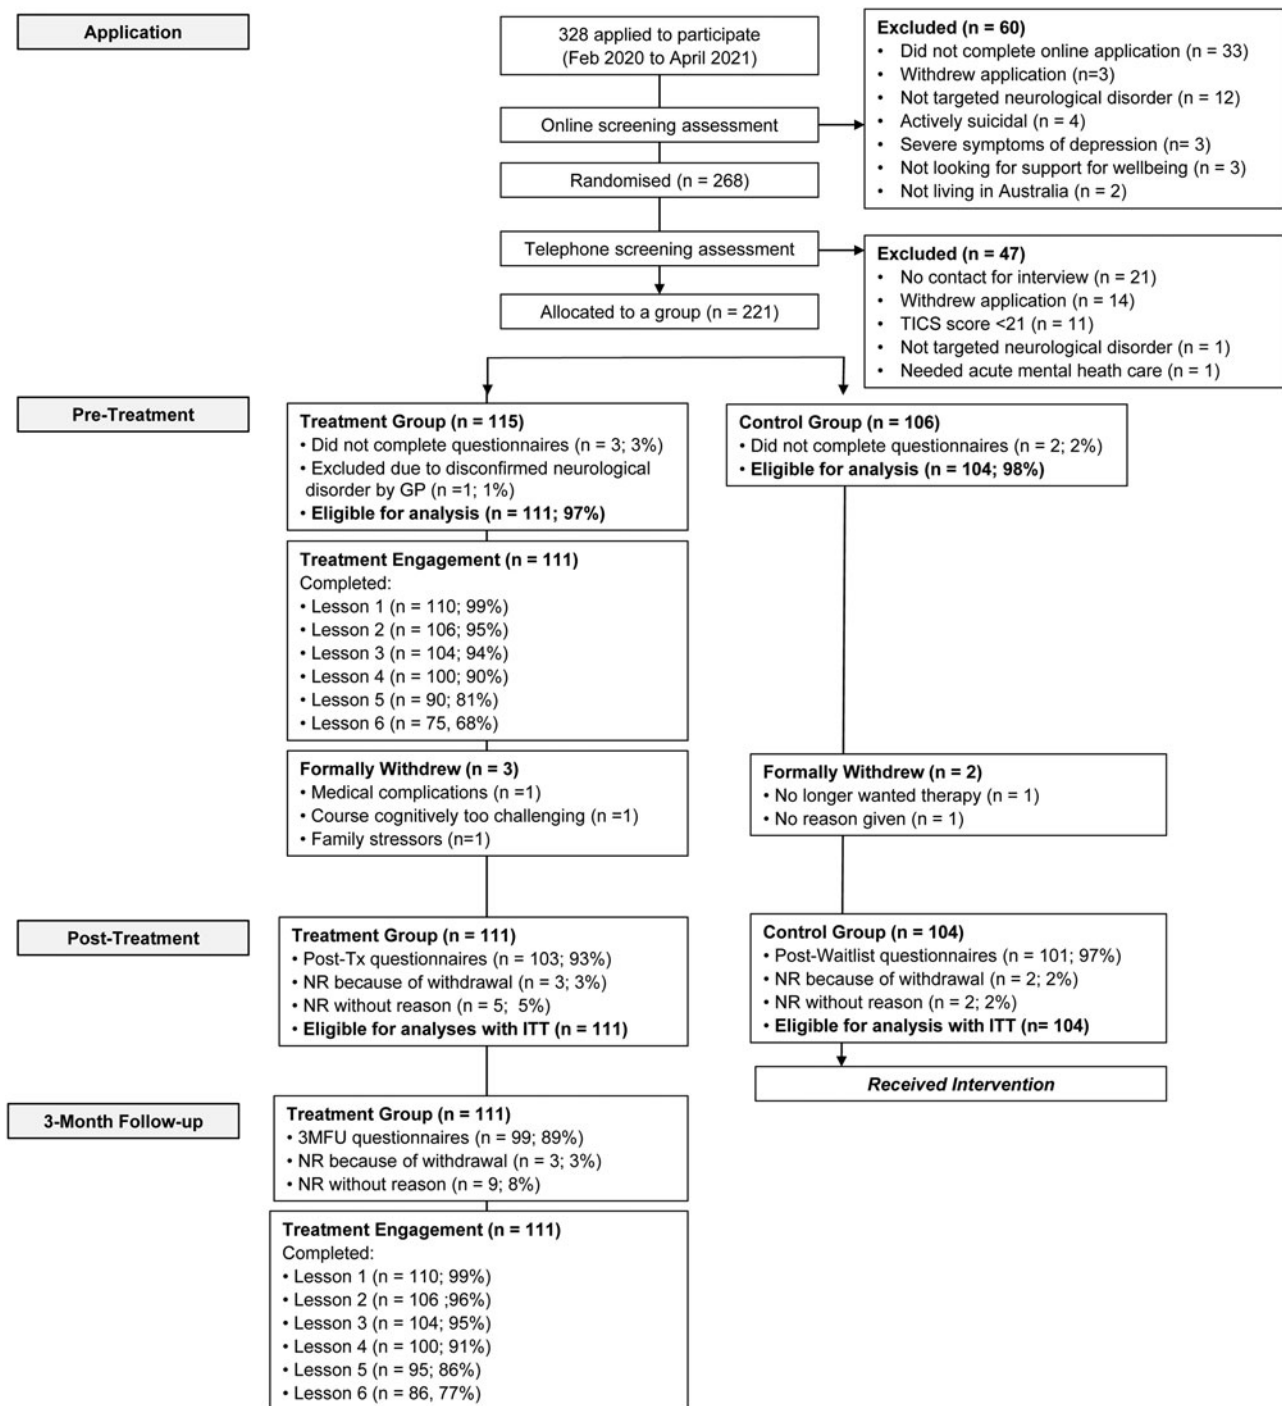 Application
328 applied to participate
(Feb 2020 to April 2021)
Excluded (n = 60)
• Did not complete online application (n = 33)
• Withdrew application (n=3)
• Not targeted neurological disorder (n = 12)
• Actively suicidal (n = 4)
• Severe symptoms of depression (n= 3)
• Not looking for support for wellbeing (n = 3)
• Not living in Australia (n = 2)
Online screening assessment
Randomised (n = 268)
Telephone screening assessment
Excluded (n = 47)
• No contact for interview (n = 21)
• Withdrew application (n = 14)
• TICS score <21 (n = 11)
• Not targeted neurological disorder (n = 1)
• Needed acute mental heath care (n = 1)
Allocated to a group (n = 221)
Pre-Treatment
Treatment Group (n = 115)
• Did not complete questionnaires (n = 3; 3%)
• Excluded due to disconfirmed neurological
disorder by GP (n =1; 1%)
• Eligible for analysis (n = 111; 97%)
Control Group (n = 106)
• Did not complete questionnaires (n = 2; 2%)
• Eligible for analysis (n = 104; 98%)
Treatment Engagement (n = 111)
Completed:
• Lesson 1 (n = 110; 99%)
• Lesson 2 (n = 106; 95%)
• Lesson 3 (n = 104; 94%)
• Lesson 4 (n = 100; 90%)
• Lesson 5 (n = 90; 81%)
• Lesson 6 (n = 75, 68%)
Formally Withdrew (n = 3)
• Medical complications (n =1)
• Course cognitively too challenging (n =1)
• Family stressors (n=1)
Formally Withdrew (n = 2)
• No longer wanted therapy (n = 1)
• No reason given (n = 1)
Post-Treatment
Treatment Group (n = 111)
• Post-Tx questionnaires (n = 103; 93%)
• NR because of withdrawal (n = 3; 3%)
• NR without reason (n = 5; 5%)
• Eligible for analyses with ITT (n = 111)
Control Group (n = 104)
• Post-Waitlist questionnaires (n = 101; 97%)
• NR because of withdrawal (n = 2; 2%)
• NR without reason (n = 2; 2%)
• Eligible for analysis with ITT (n= 104)
Received Intervention
3-Month Follow-up
Treatment Group (n = 111)
• 3MFU questionnaires (n = 99; 89%)
• NR because of withdrawal (n = 3; 3%)
• NR without reason (n = 9; 8%)
Treatment Engagement (n = 111)
Completed:
• Lesson 1 (n = 110; 99%)
• Lesson 2 (n = 106 ;96%)
• Lesson 3 (n = 104; 95%)
• Lesson 4 (n = 100; 91%)
• Lesson 5 (n = 95; 86%)
• Lesson 6 (n = 86, 77%)